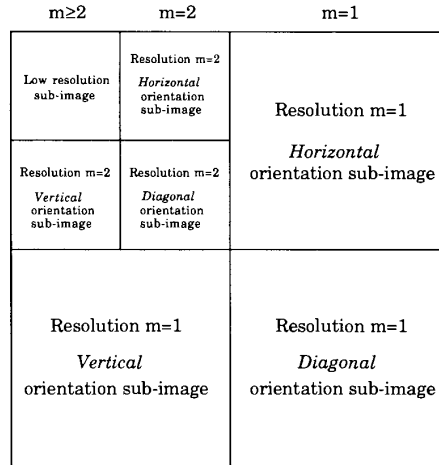 m≥2
m=2
m=1
Low resolution
sub-image
Resolution m=2
Horizontal
orientation
sub-image
Resolution m=1
Horizontal
orientation sub-image
Resolution m=2
Vertical
orientation
sub-image
Resolution m=2
Diagonal
orientation
sub-image
Resolution m=1
Vertical
orientation sub-image
Resolution m=1
Diagonal
orientation sub-image